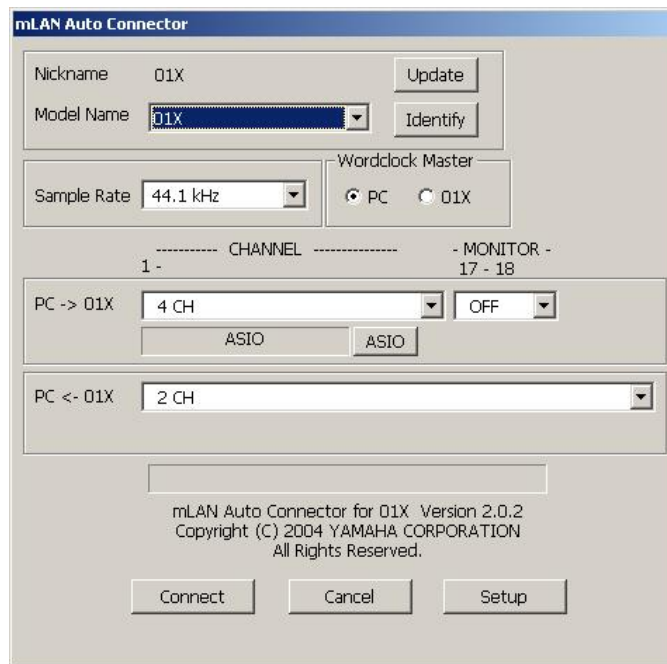 mLAN Auto Connector
Nickname 01X Update
Model Name 01X Identify
Wordclock Master
Sample Rate 44.1 kHz PC 01X
----------- CHANNEL --------------- - MONITOR -
1 - 17 - 18
PC -> 01X 4 CH OFF
ASIO ASIO
PC <- 01X 2 CH
mLAN Auto Connector for 01X Version 2.0.2
Copyright (C) 2004 YAMAHA CORPORATION
All Rights Reserved.
Connect Cancel Setup